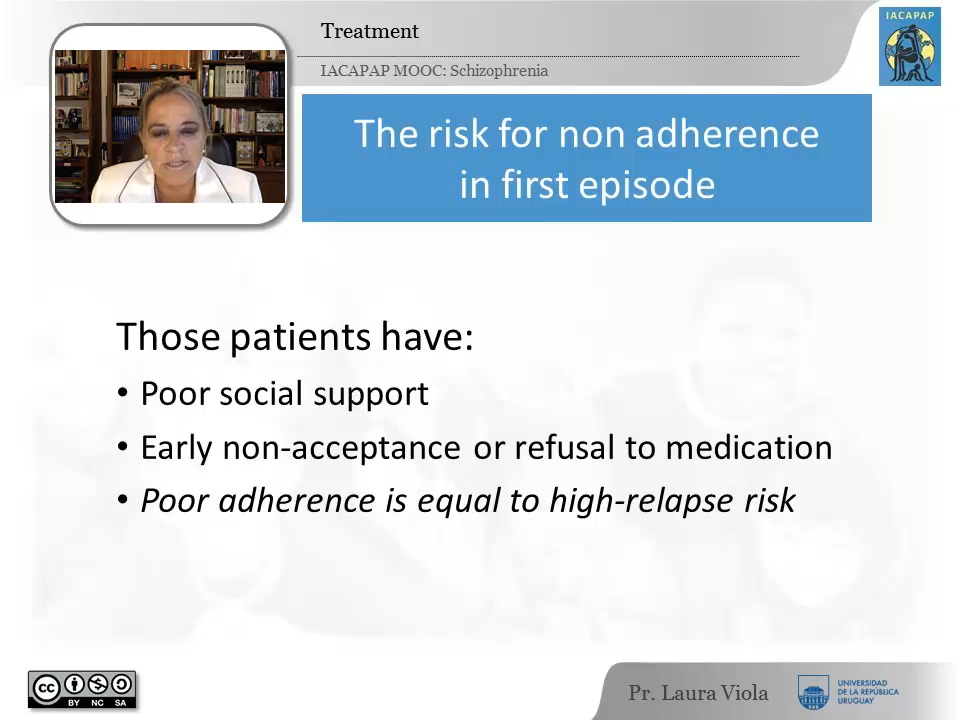 Treatment
IACAPAP MOOC: Schizophrenia
IACAPAP
The risk for non adherence
in first episode
Those patients have:
• Poor social support
• Early non-acceptance or refusal to medication
• Poor adherence is equal to high-relapse risk
cc
BY NC SA
Pr. Laura Viola
UNIVERSIDAD
DE LA REPÚBLICA
URUGUAY